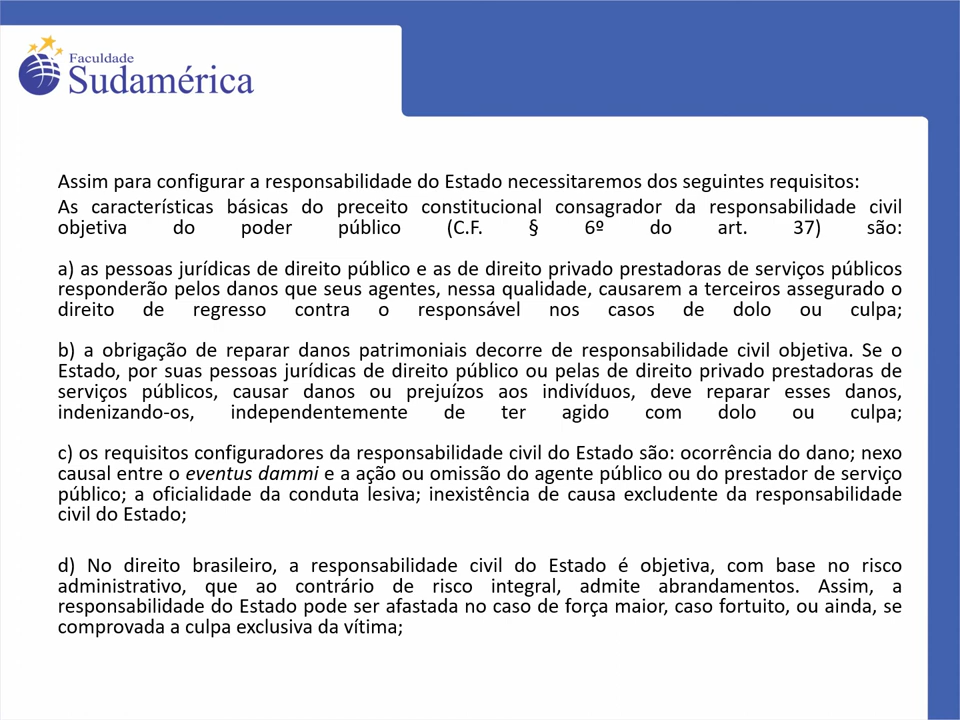 Faculdade
Sudamérica
Assim para configurar a responsabilidade do Estado necessitaremos dos seguintes requisitos:
As características básicas do preceito constitucional consagrador da responsabilidade civil
objetiva do poder público (C.F. § 6º do art. 37) são:
a) as pessoas jurídicas de direito público e as de direito privado prestadoras de serviços públicos
responderão pelos danos que seus agentes, nessa qualidade, causarem a terceiros assegurado o
direito de regresso contra o responsável nos casos de dolo ou culpa;
b) a obrigação de reparar danos patrimoniais decorre de responsabilidade civil objetiva. Se o
Estado, por suas pessoas jurídicas de direito público ou pelas de direito privado prestadoras de
serviços públicos, causar danos ou prejuízos aos indivíduos, deve reparar esses danos,
indenizando-os, independentemente de ter agido com dolo ou culpa;
c) os requisitos configuradores da responsabilidade civil do Estado são: ocorrência do dano; nexo
causal entre o eventus dammi e a ação ou omissão do agente público ou do prestador de serviço
público; a oficialidade da conduta lesiva; inexistência de causa excludente da responsabilidade
civil do Estado;
d) No direito brasileiro, a responsabilidade civil do Estado é objetiva, com base no risco
administrativo, que ao contrário de risco integral, admite abrandamentos. Assim, a
responsabilidade do Estado pode ser afastada no caso de força maior, caso fortuito, ou ainda, se
comprovada a culpa exclusiva da vítima;